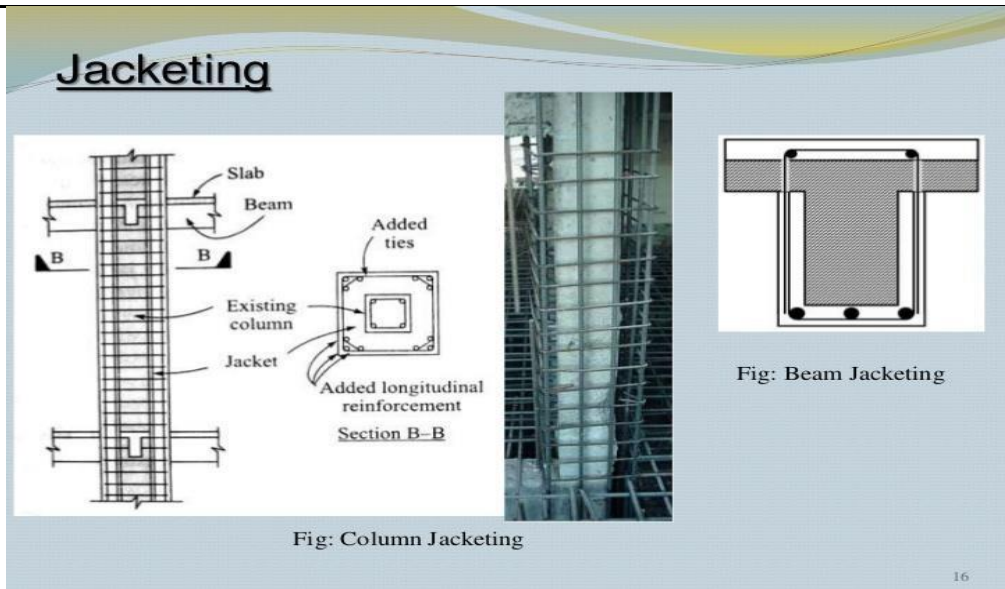 Jacketing
Slab
Beam
B
B
Added
ties
Existing
column
Jacket
Added longitudinal
reinforcement
Section B–B
Fig: Column Jacketing
Fig: Beam Jacketing
16